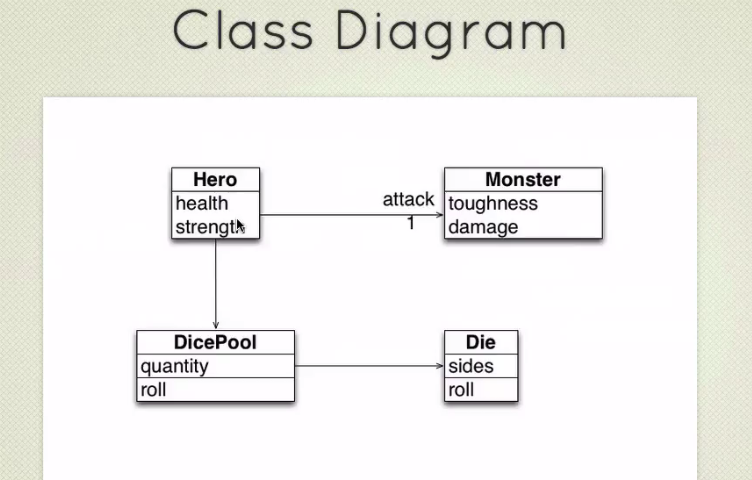 Class Diagram
Hero
health
strength
attack
1
Monster
toughness
damage
DicePool
quantity
roll
Die
sides
roll